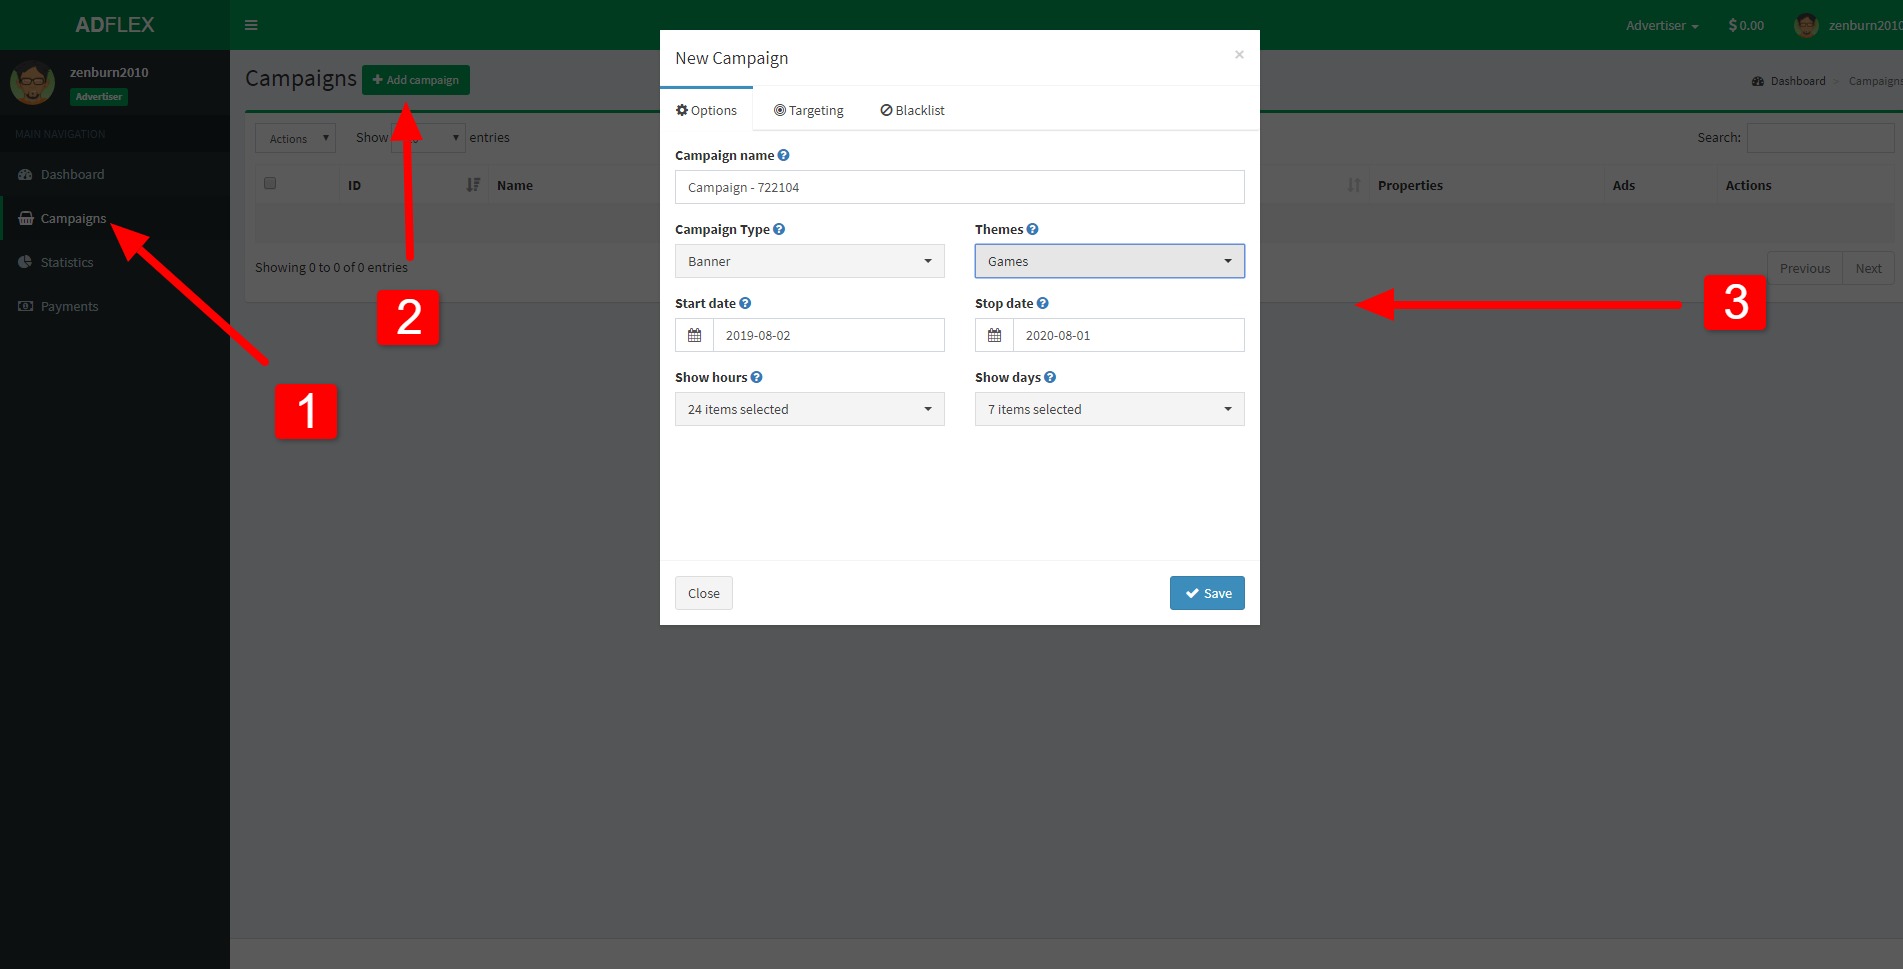 ADFLEX
Advertiser
$ 0.00
zenburn2010
zenburn2010
Advertiser
MAIN NAVIGATION
Dashboard
Campaigns
Statistics
Payments
Campaigns
+ Add campaign
Dashboard > Campaigns
Actions
Show
entries
Search:
ID
Name
Properties
Ads
Actions
Showing 0 to 0 of 0 entries
Previous
Next
New Campaign
×
Options
Targeting
Blacklist
Campaign name
Campaign - 722104
Campaign Type
Themes
Banner
Games
Start date
Stop date
2019-08-02
2020-08-01
Show hours
Show days
24 items selected
7 items selected
Close
Save
1
2
3